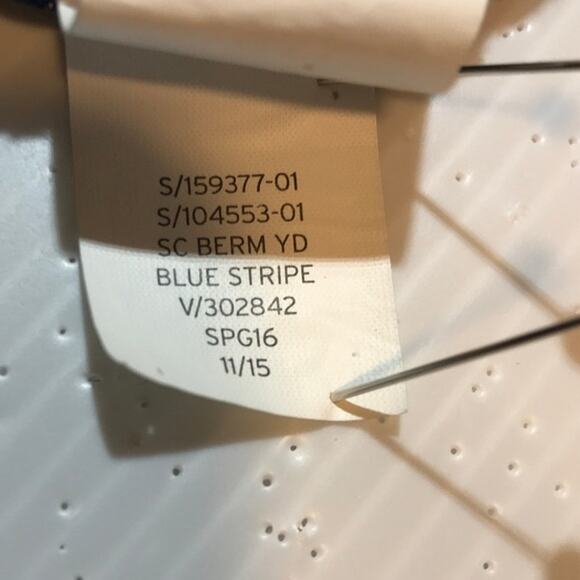 S/159377-01
S/104553-01
SC BERM YD
BLUE STRIPE
V/302842
SPG16
11/15